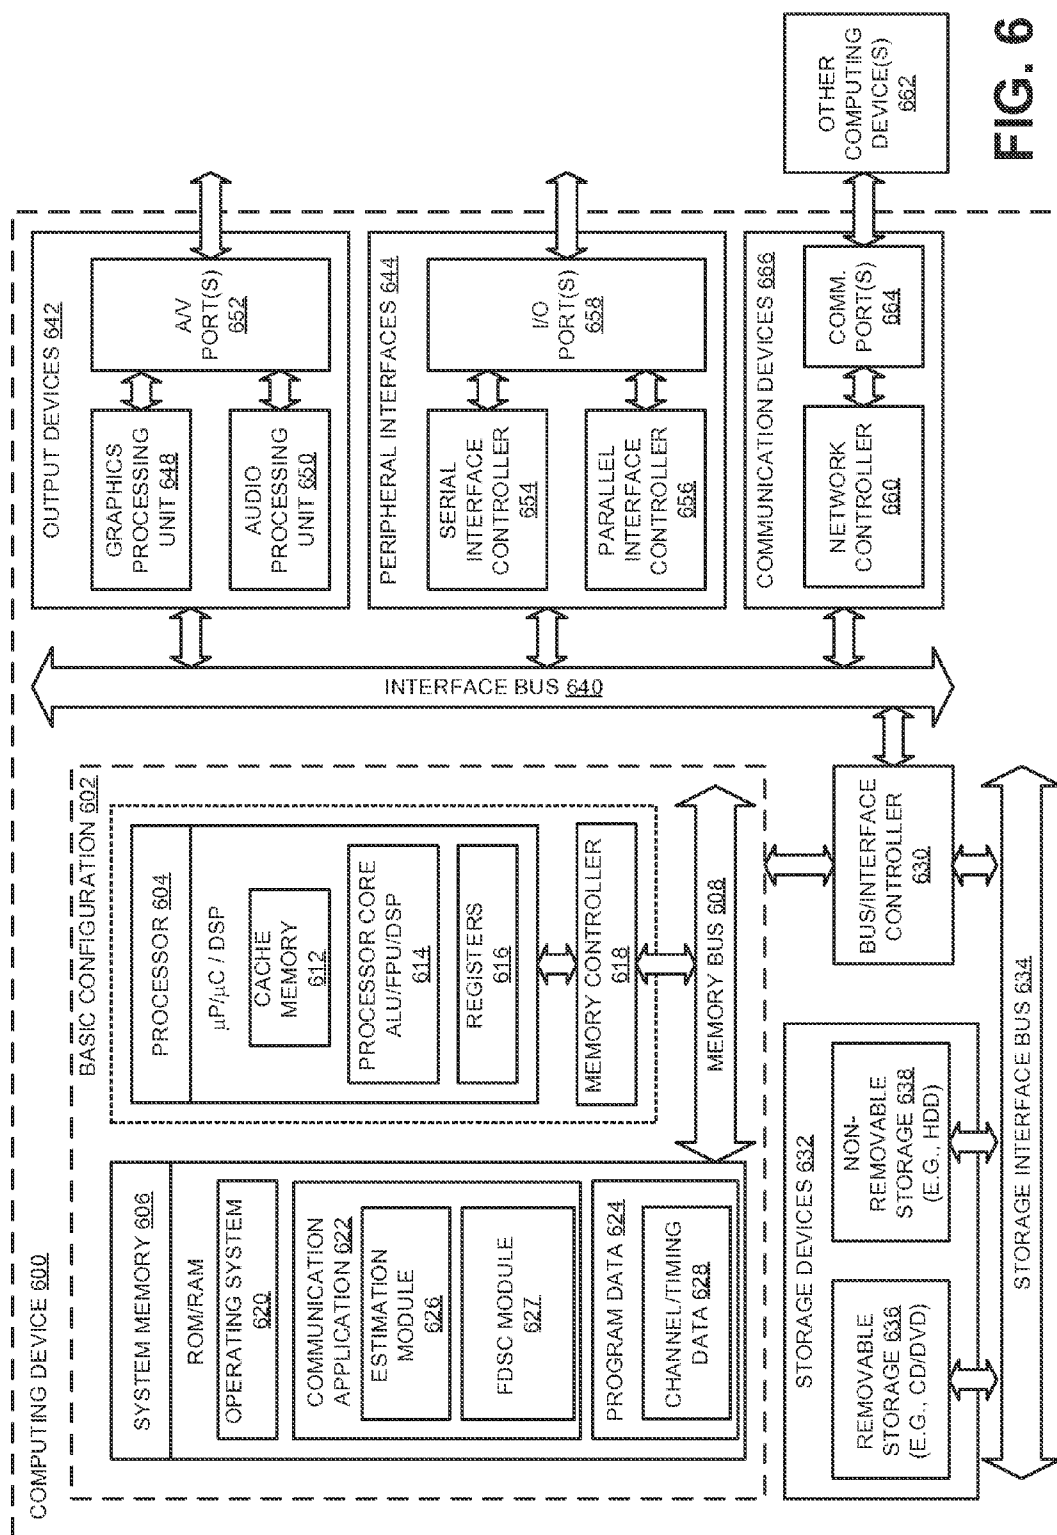 COMPUTING DEVICE 600
BASIC CONFIGURATION 602
SYSTEM MEMORY 606
ROM/RAM
OPERATING SYSTEM
620
COMMUNICATION
APPLICATION 622
ESTIMATION
MODULE
626
FDSC MODULE
627
PROGRAM DATA 624
CHANNEL/TIMING
DATA 628
PROCESSOR 604
µP/µC / DSP
CACHE
MEMORY
612
PROCESSOR CORE
ALU/FPU/DSP
614
REGISTERS
616
MEMORY CONTROLLER
618
MEMORY BUS 608
BUS/INTERFACE
CONTROLLER
630
STORAGE DEVICES 632
REMOVABLE
STORAGE 636
(E.G., CD/DVD)
NON-
REMOVABLE
STORAGE 638
(E.G., HDD)
STORAGE INTERFACE BUS 634
INTERFACE BUS 640
OUTPUT DEVICES 642
GRAPHICS
PROCESSING
UNIT 648
AUDIO
PROCESSING
UNIT 650
A/V
PORT(S)
652
PERIPHERAL INTERFACES 644
SERIAL
INTERFACE
CONTROLLER
654
PARALLEL
INTERFACE
CONTROLLER
656
I/O
PORT(S)
658
COMMUNICATION DEVICES 666
NETWORK
CONTROLLER
660
COMM.
PORT(S)
664
OTHER
COMPUTING
DEVICE(S)
662
FIG. 6